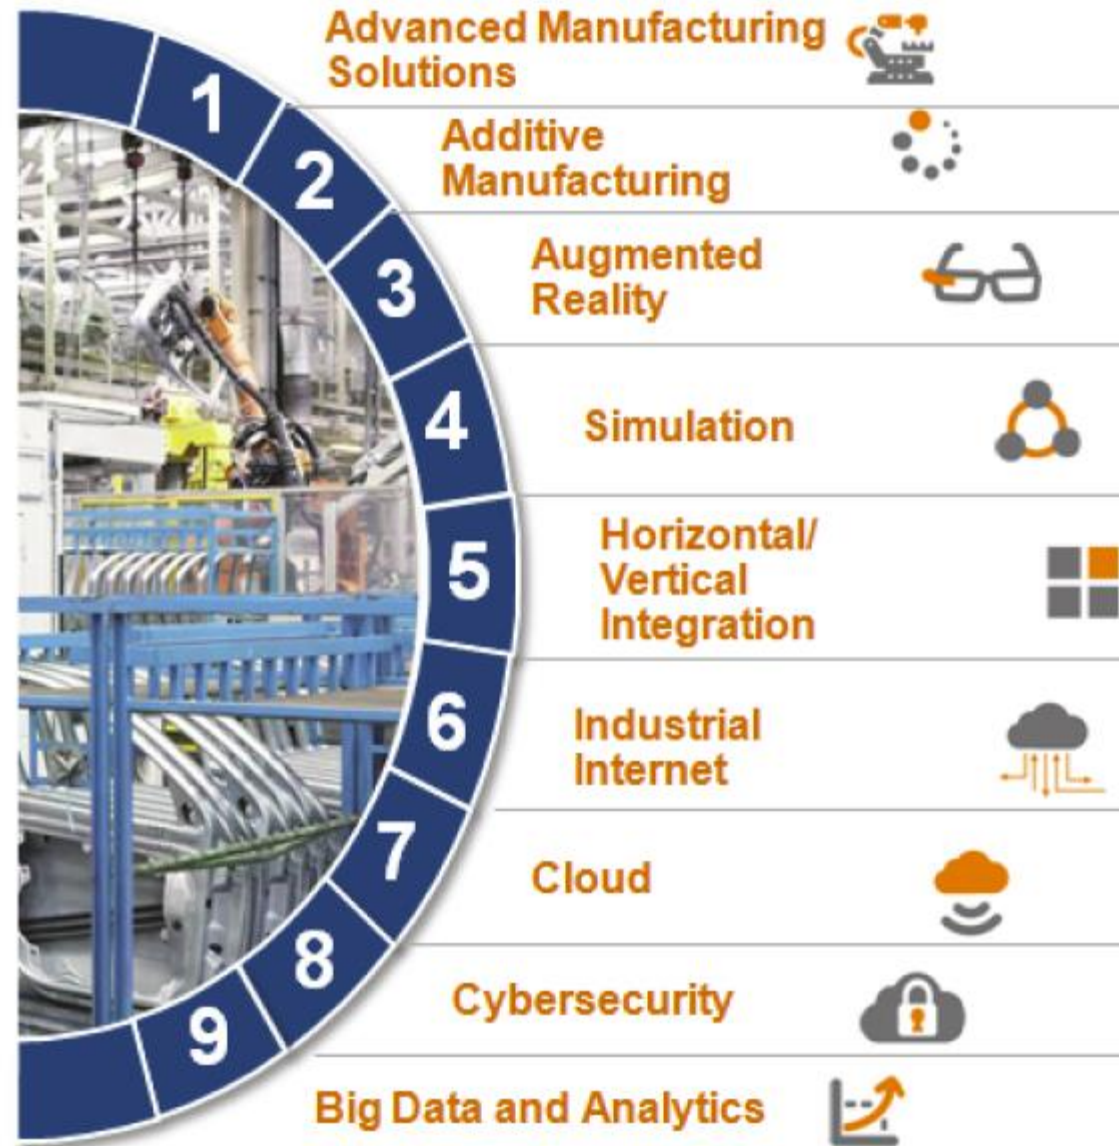 1
Advanced Manufacturing
Solutions
2
Additive
Manufacturing
3
Augmented
Reality
4
Simulation
5
Horizontal/
Vertical
Integration
6
Industrial
Internet
7
Cloud
8
Cybersecurity
9
Big Data and Analytics